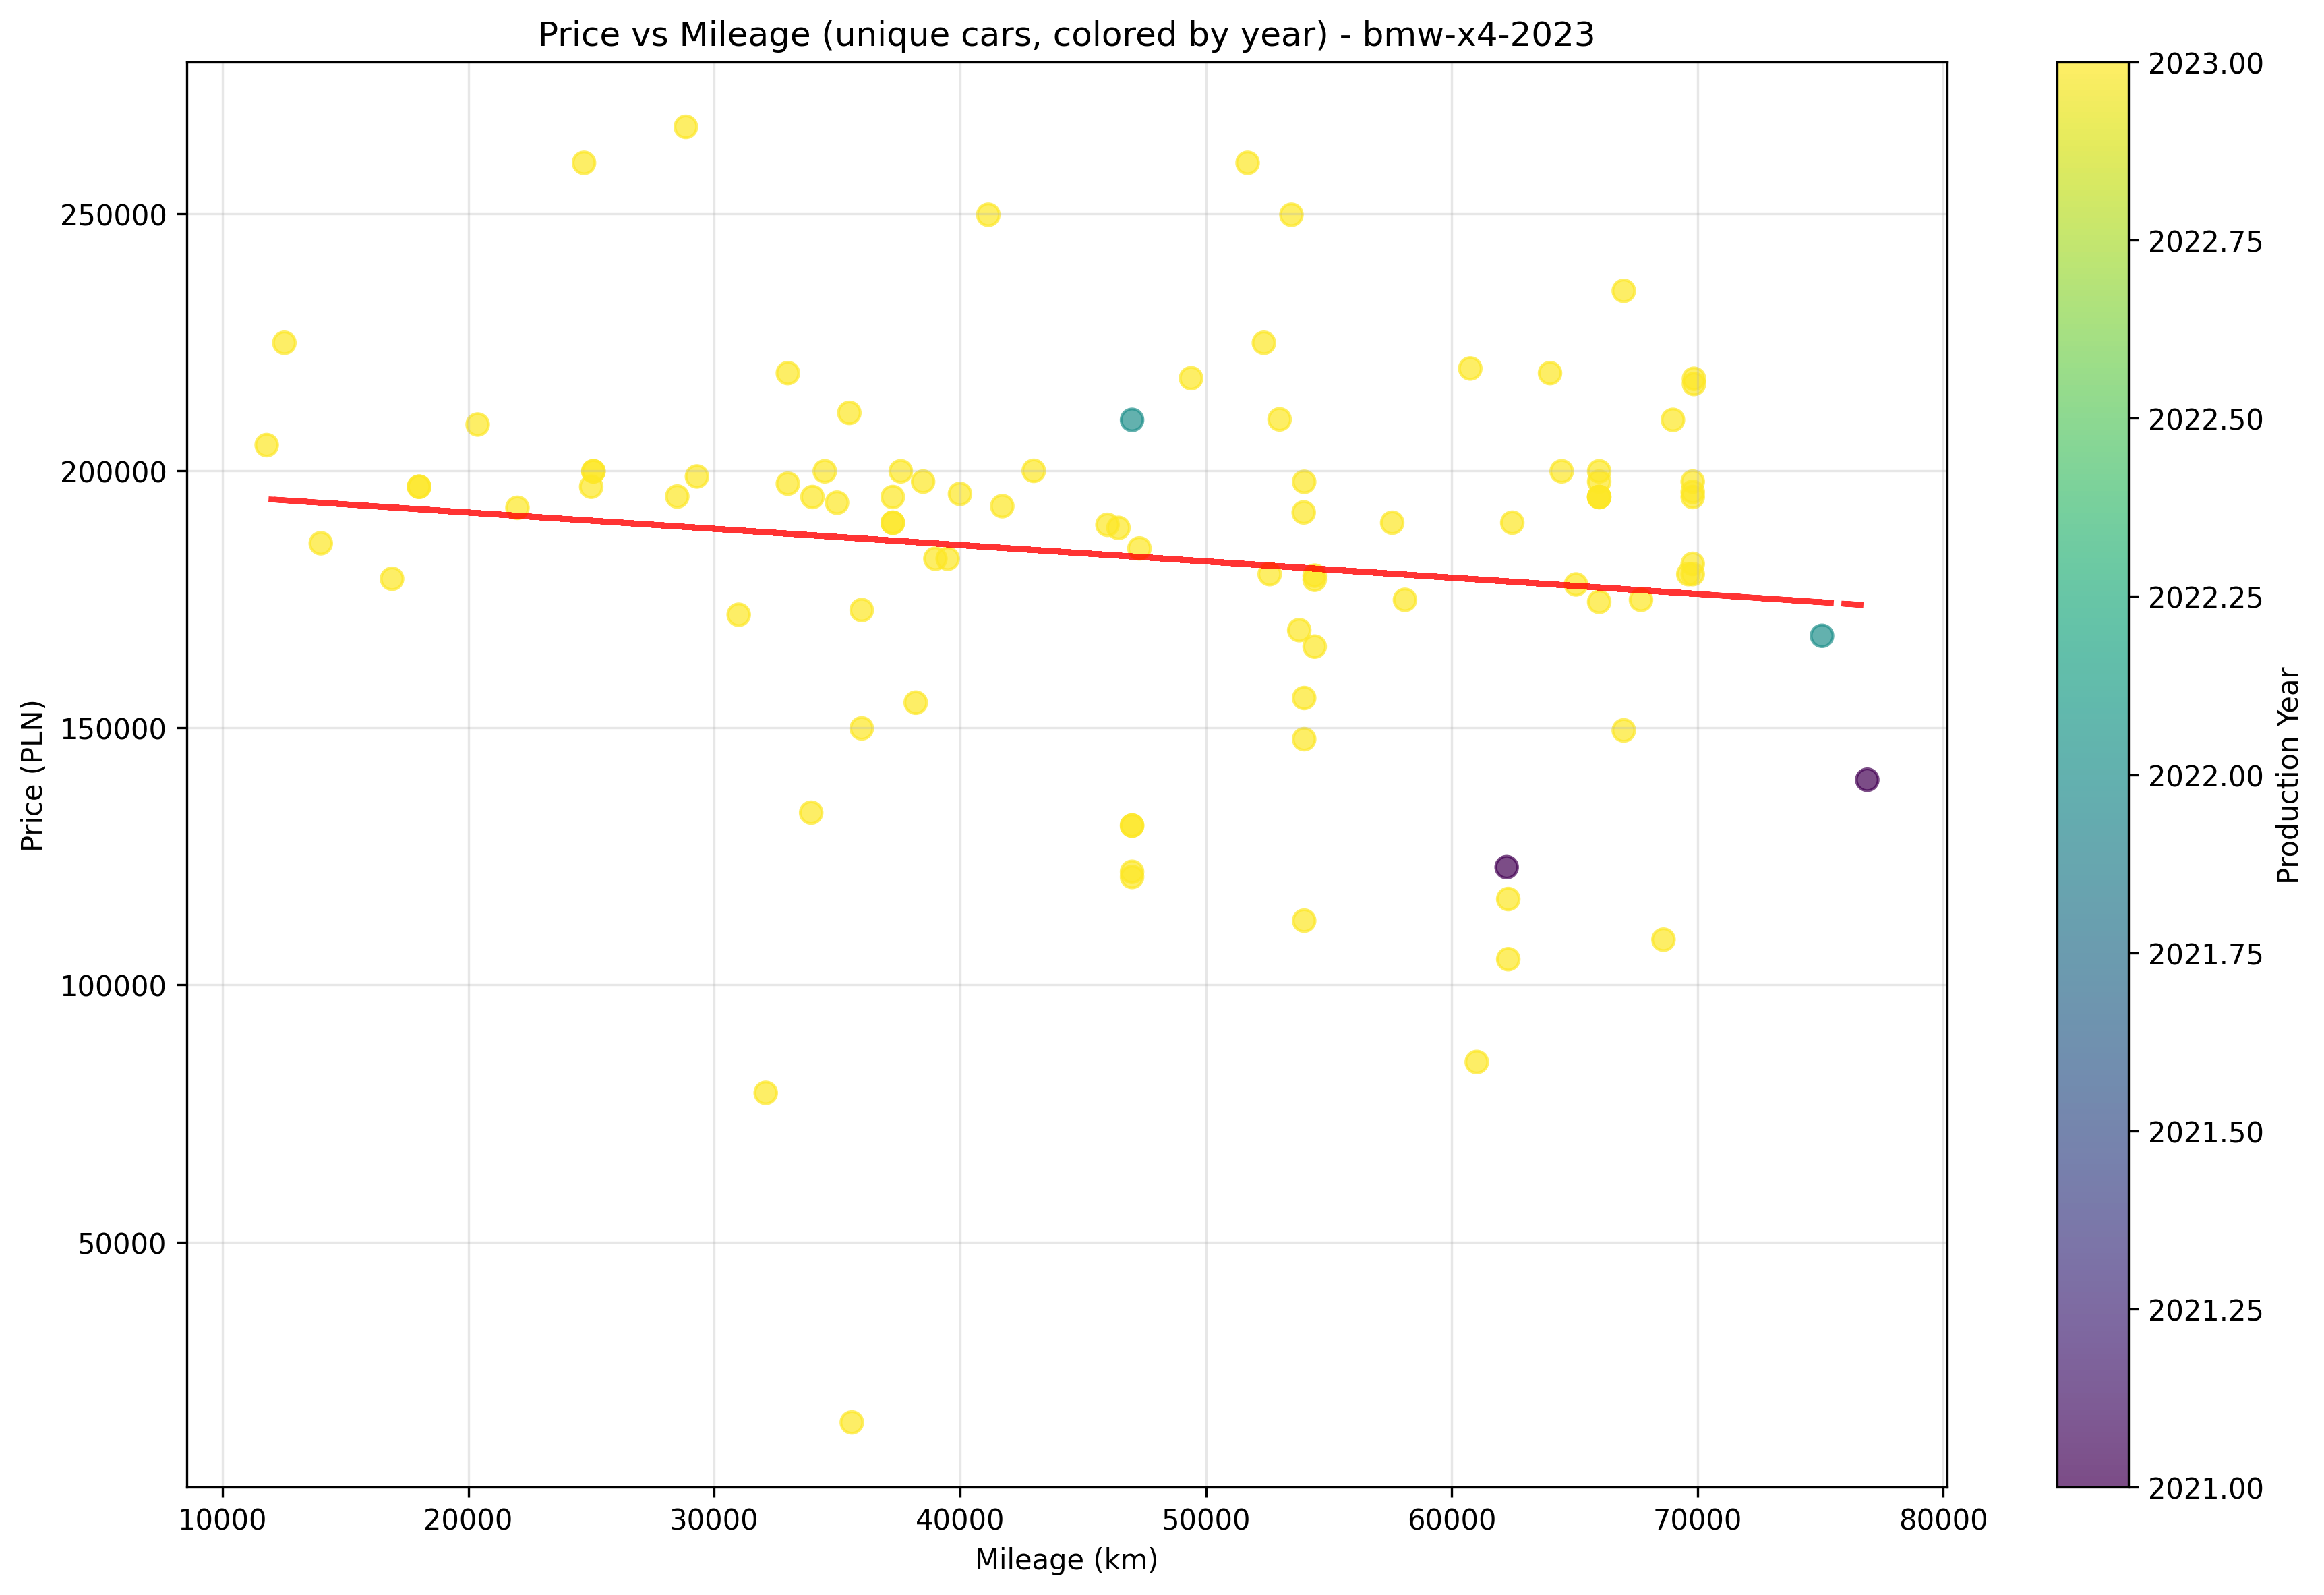 Price vs Mileage (unique cars, colored by year) - bmw-x4-2023
250000
200000
150000
100000
50000
Price (PLN)
10000 20000 30000 40000 50000 60000 70000 80000
Mileage (km)
2023.00
2022.75
2022.50
2022.25
2022.00
2021.75
2021.50
2021.25
2021.00
Production Year